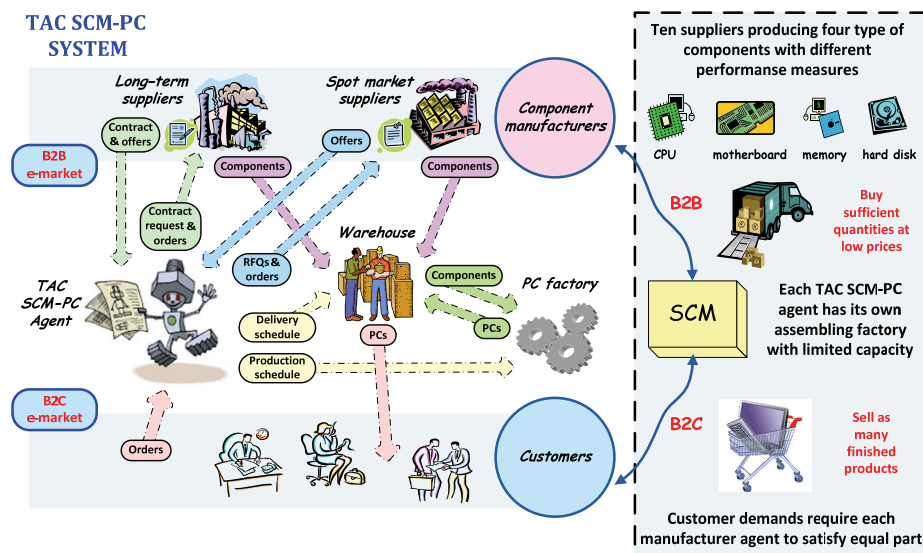 TAC SCM-PC
SYSTEM
Long-term
suppliers
Spot market
suppliers
Component
manufacturers
Contract
& offers
Offers
B2B
e-market
Components
Components
Contract
request &
orders
RFQs &
orders
Warehouse
TAC
SCM-PC
Agent
Components
PC factory
Delivery
schedule
PCs
PCs
Production
schedule
B2C
e-market
Orders
Customers
Ten suppliers producing four type of
components with different
performanse measures
CPU
motherboard
memory
hard disk
B2B
Buy
sufficient
quantities at
low prices
SCM
Each TAC SCM-PC
agent has its own
assembling factory
with limited capacity
B2C
Sell as
many
finished
products
Customer demands require each
manufacturer agent to satisfy equal part